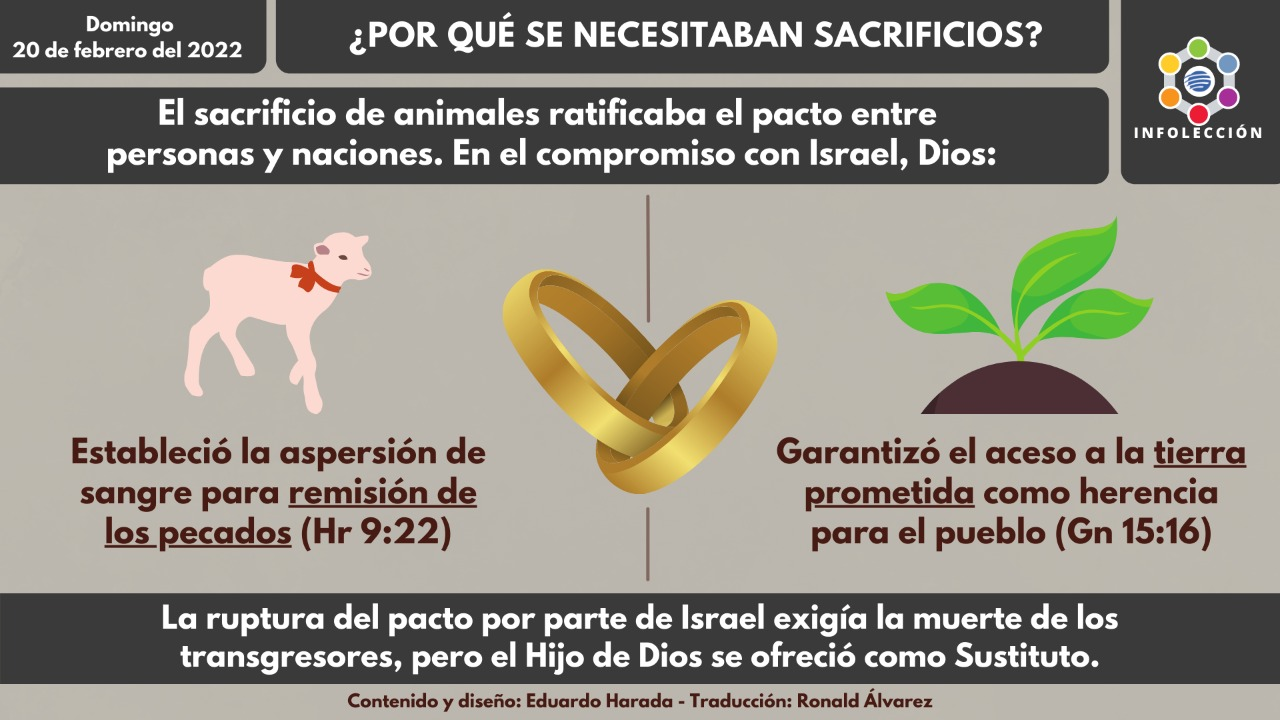 Domingo
20 de febrero del 2022
¿POR QUÉ SE NECESITABAN SACRIFICIOS?
INFOLECCIÓN
El sacrificio de animales ratificaba el pacto entre
personas y naciones. En el compromiso con Israel, Dios:
Estableció la aspersión de
sangre para remisión de
los pecados (Hr 9:22)
Garantizó el aceso a la tierra
prometida como herencia
para el pueblo (Gn 15:16)
La ruptura del pacto por parte de Israel exigía la muerte de los
transgresores, pero el Hijo de Dios se ofreció como Sustituto.
Contenido y diseño: Eduardo Harada - Traducción: Ronald Álvarez